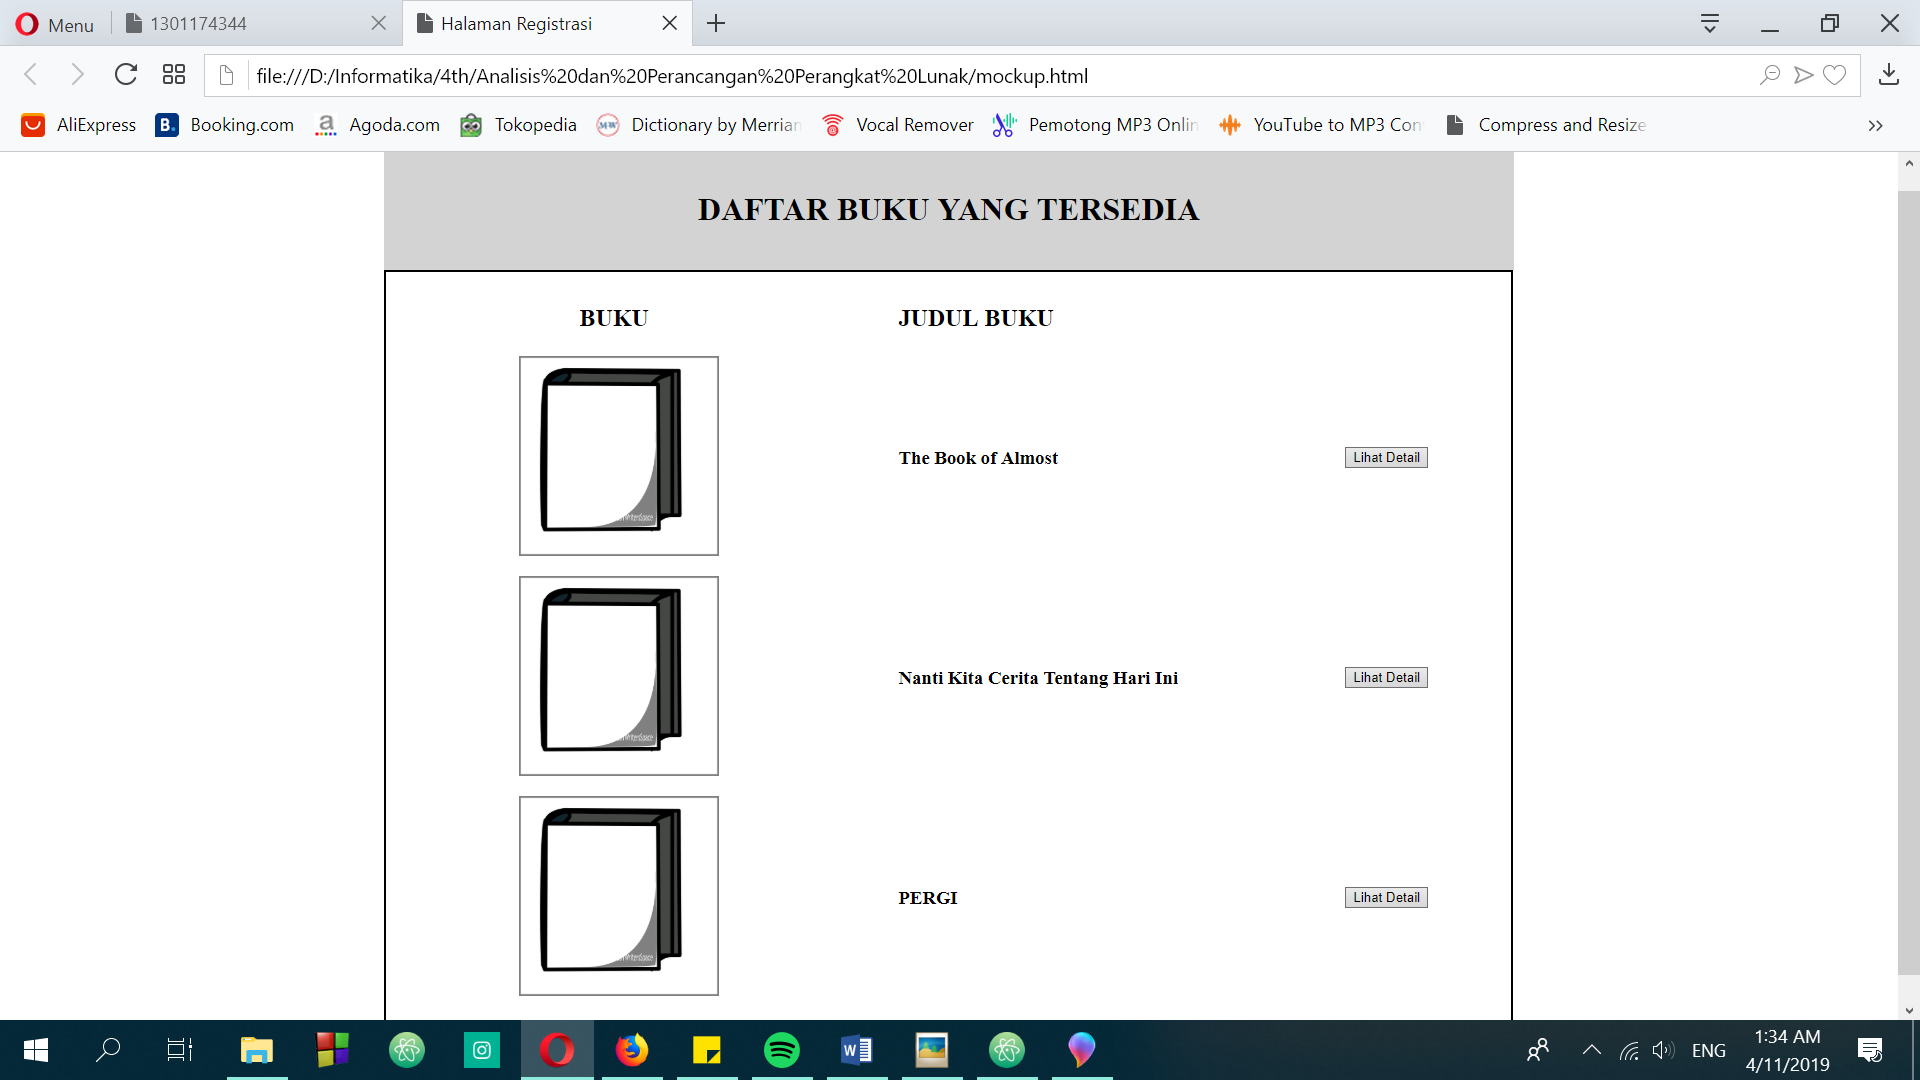 Menu
1301174344
Halaman Registrasi
file:///D:/Informatika/4th/Analisis%20dan%20Perancangan%20Perangkat%20Lunak/mockup.html
AliExpress
B. Booking.com
a Agoda.com
Tokopedia
M-W Dictionary by Merriam
Vocal Remover
Pemotong MP3 Onlin
YouTube to MP3 Con
Compress and Resize
DAFTAR BUKU YANG TERSEDIA
BUKU JUDUL BUKU
The Book of Almost Lihat Detail
Nanti Kita Cerita Tentang Hari Ini Lihat Detail
PERGI Lihat Detail
ENG
1:34 AM
4/11/2019